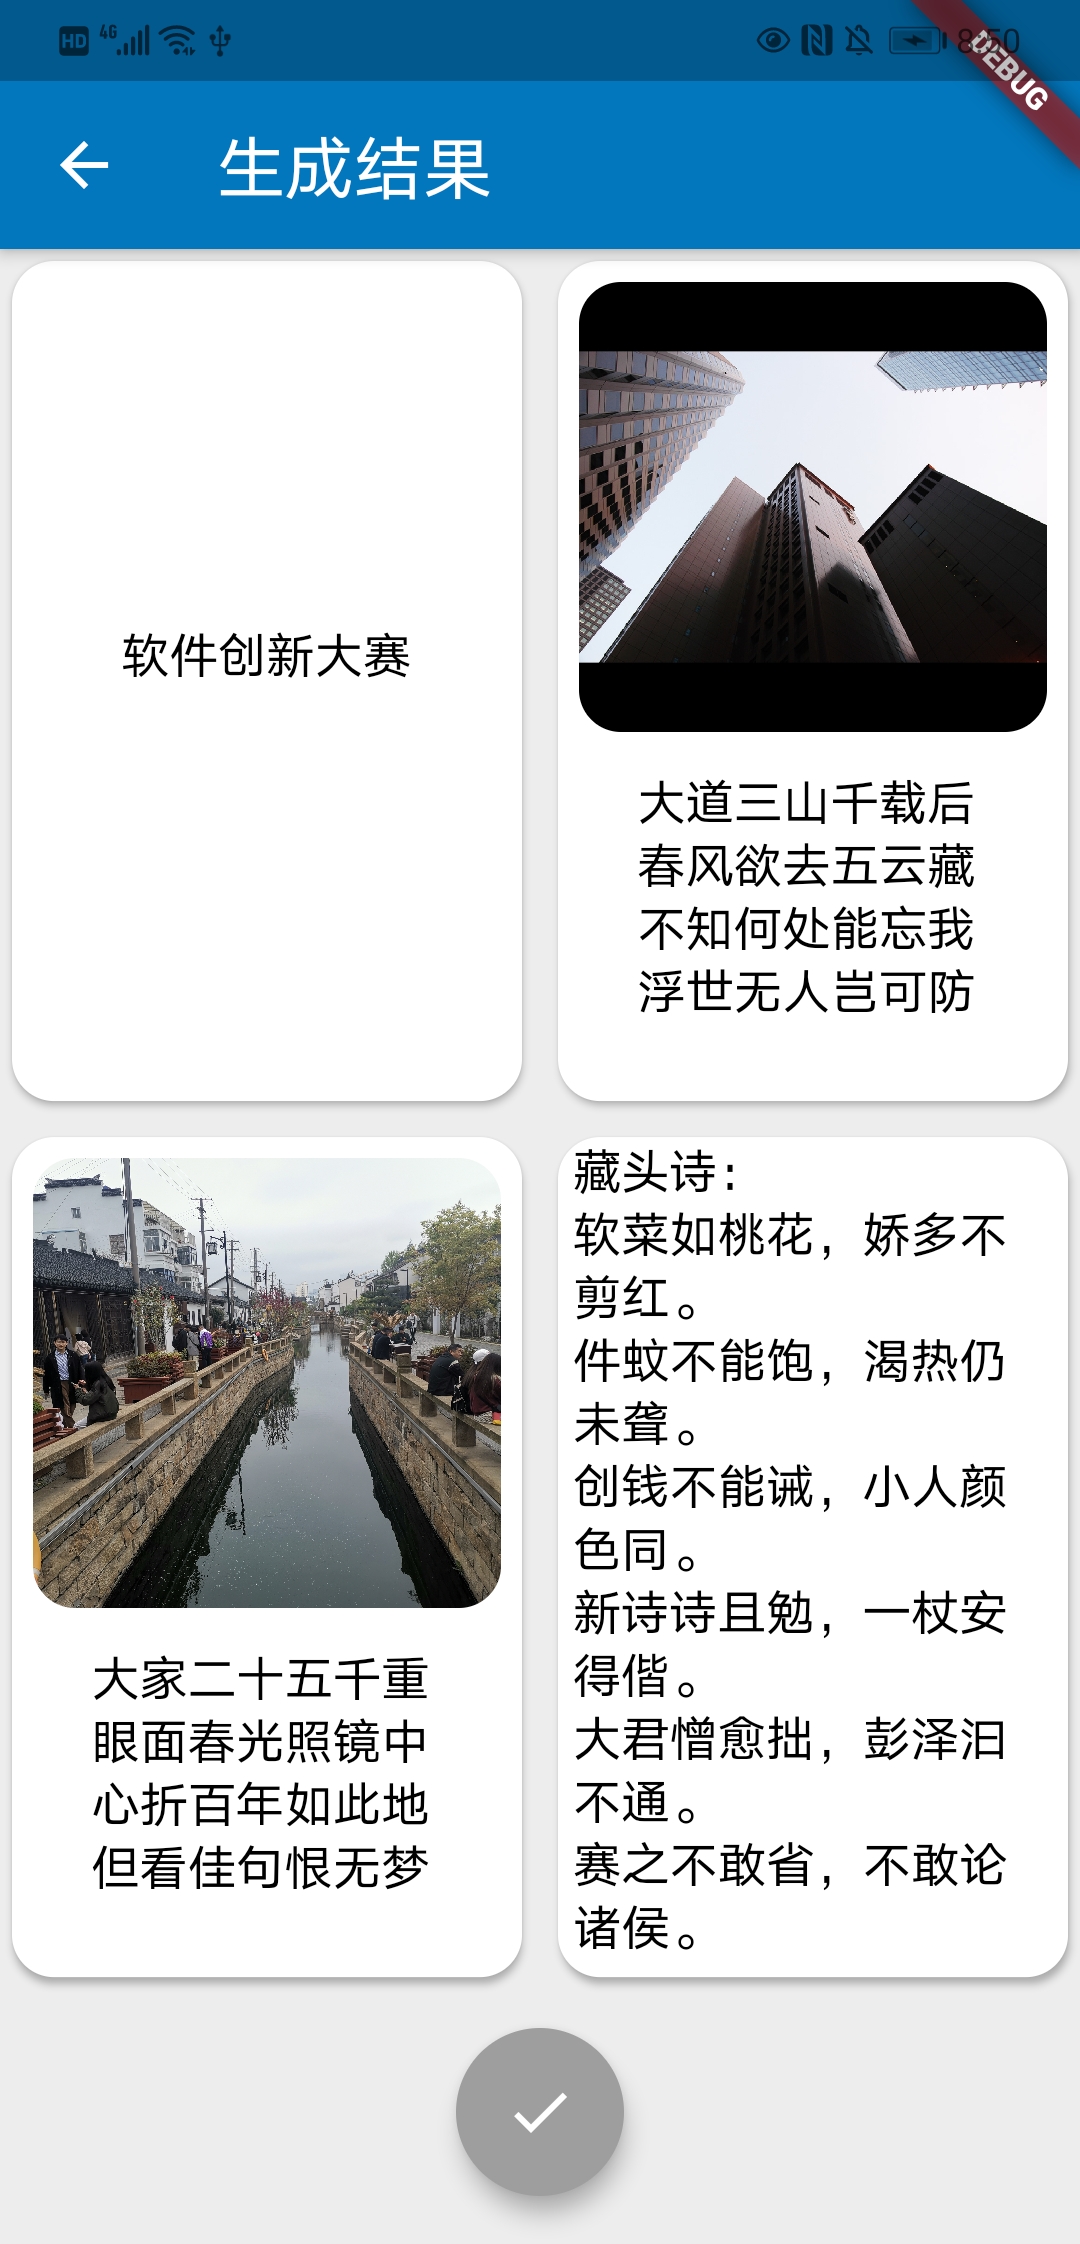 HD 4G 8:50
DEBUG
生成结果
软件创新大赛
大道三山千载后
春风欲去五云藏
不知何处能忘我
浮世无人岂可防
大家二十五千重
眼面春光照镜中
心折百年如此地
但看佳句恨无梦
藏头诗:
软菜如桃花，娇多不
剪红。
件蚊不能饱，渴热仍
未聋。
创钱不能诫，小人颜
色同。
新诗诗且勉，一杖安
得偕。
大君憎愈拙，彭泽汩
不通。
赛之不敢省，不敢论
诸侯。